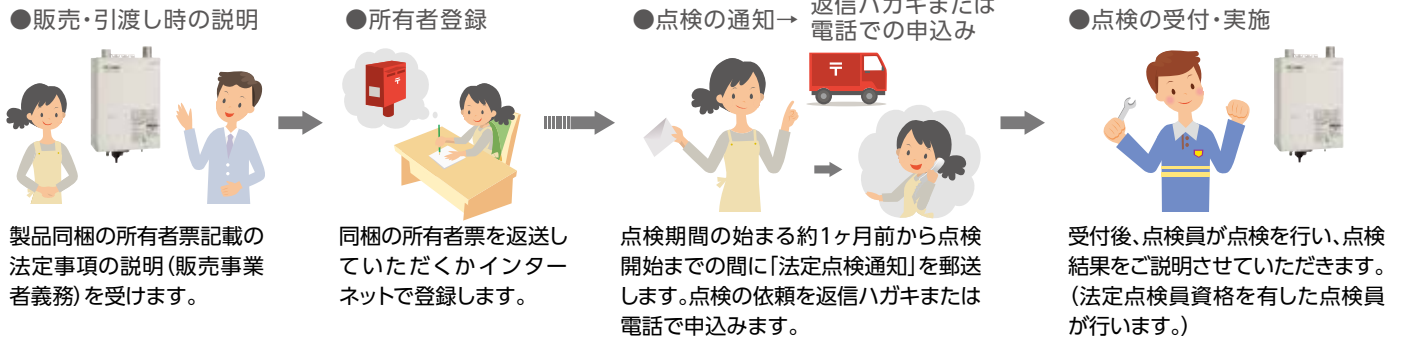 ●販売・引渡し時の説明
製品同梱の所有者票記載の
法定事項の説明(販売事業
者義務)を受けます。
●所有者登録
〒
同梱の所有者票を返送し
ていただくかインター
ネットで登録します。
●点検の通知→
返信ハガキまたは
電話での申込み
〒
点検期間の始まる約1ヶ月前から点検
開始までの間に「法定点検通知」を郵送
します。点検の依頼を返信ハガキまたは
電話で申込みます。
●点検の受付・実施
受付後、点検員が点検を行い、点検
結果をご説明させていただきます。
(法定点検員資格を有した点検員
が行います。)